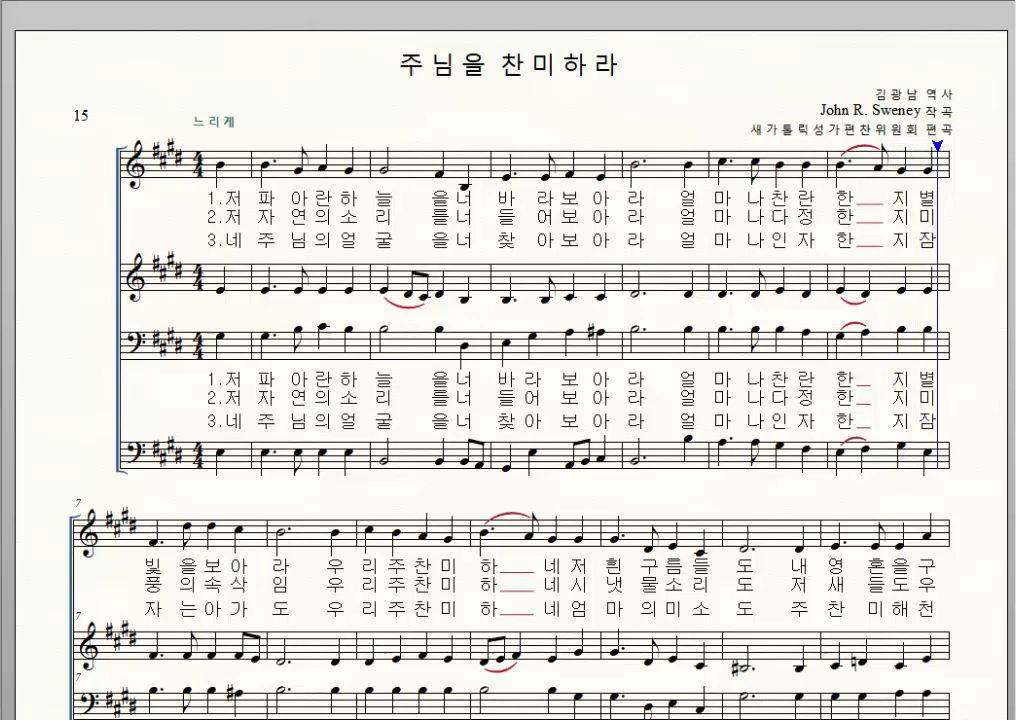 주님을 찬미하라
김광남 역사
15
John R. Sweney 작곡
느리게
새가톨릭성가편찬위원회 편곡
1.저 파 아란하 늘 을너 바 라보아 라 얼 마 나찬란 한 지별
2.저 자 연의소 리 를너 들 어보아 라 얼 마 나다정 한 지미
3.네 주 님의얼 굴 을너 찾 아보아 라 얼 마 나인자 한 지잠
1.저 파 아란하 늘 을너 바라 보아 라 얼 마 나찬란 한 지별
2.저 자 연의소 리 를너 들어 보아 라 얼 마 나다정 한 지미
3.네 주 님의얼 굴 을너 찾아 보아 라 얼 마 나인자 한 지잠
7
빛 을보아 라 우 리주찬미 하 네저 흰구름들 도 내 영 혼을구
풍 의속삭 임 우 리주찬미 하 네시 냇물소리 도 저 새 들도우
자 는아가 도 우 리주찬미 하 네엄 마의미소 도 주 찬 미해천
7
7